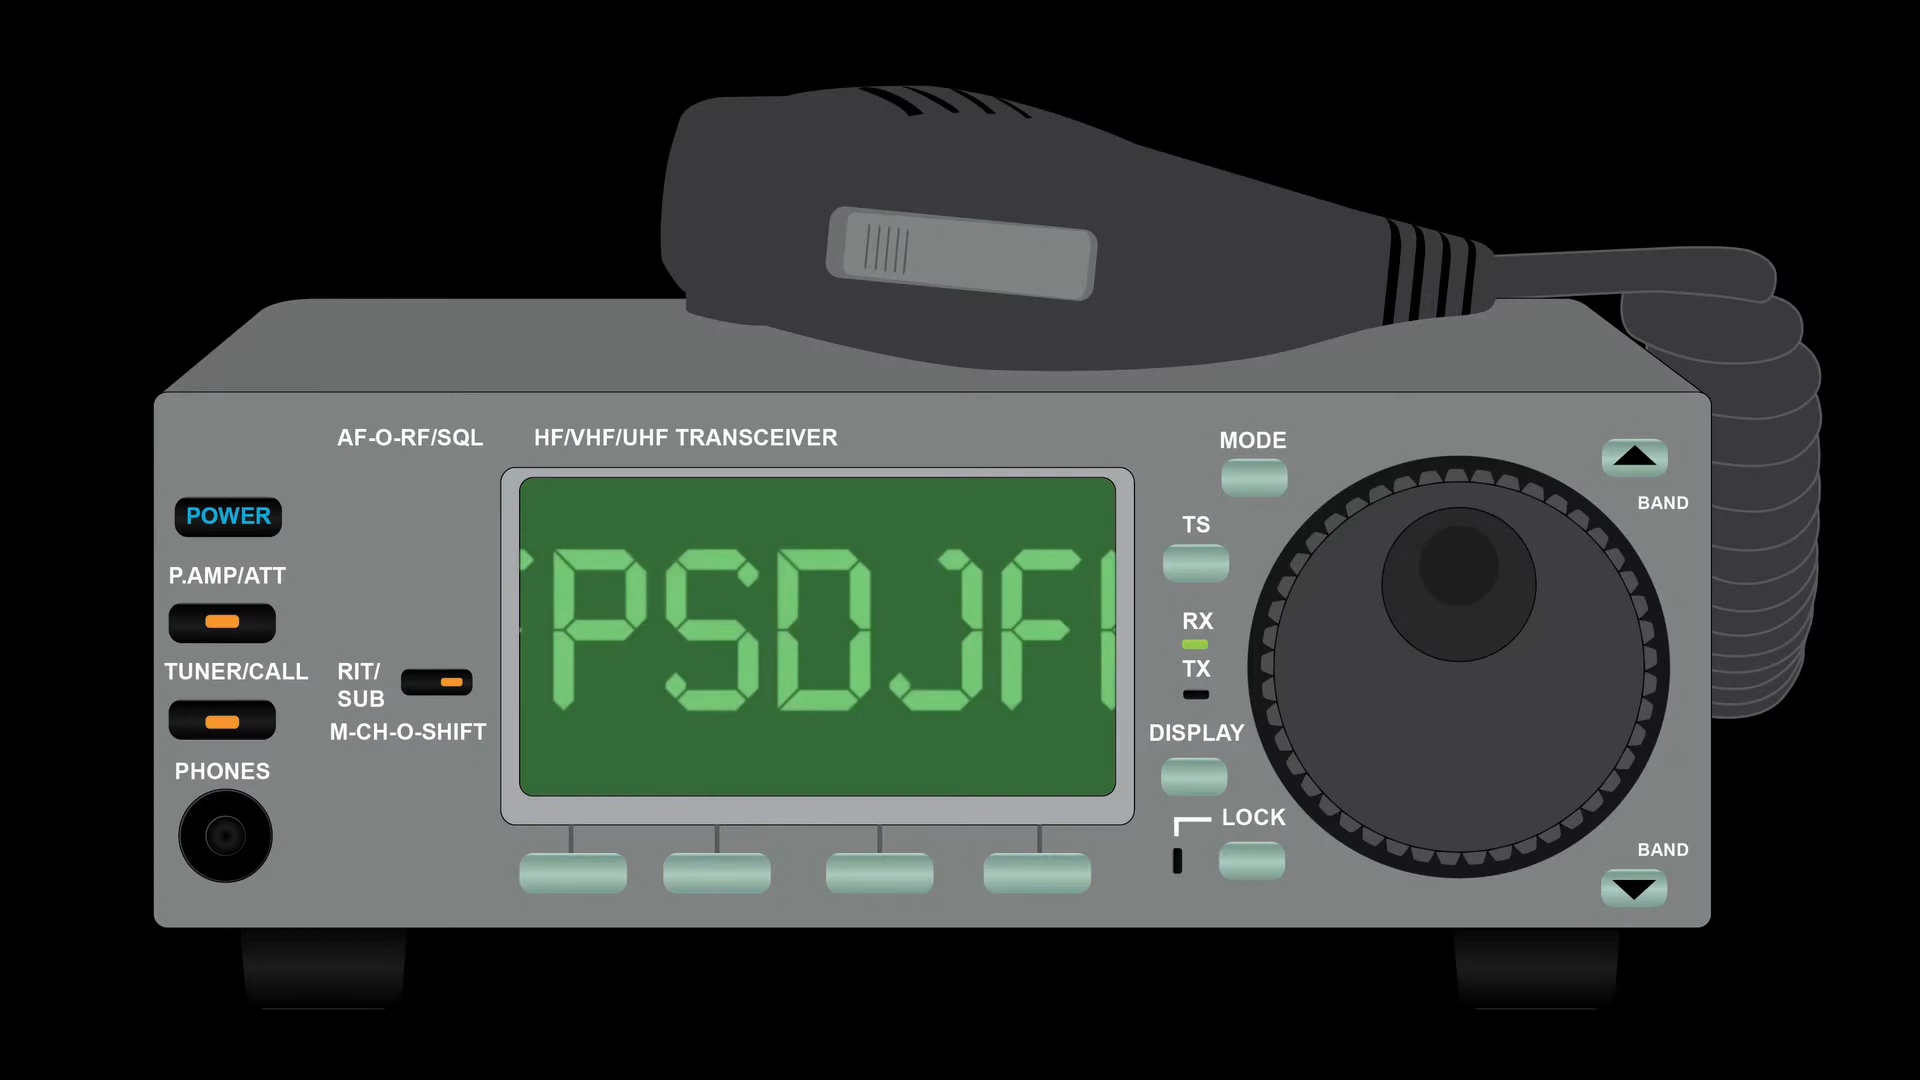 AF-O-RF/SQL
HF/VHF/UHF TRANSCEIVER
MODE
POWER
BAND
TS
PSDJF
P.AMP/ATT
RX
TUNER/CALL
RIT/
SUB
TX
M-CH-O-SHIFT
DISPLAY
PHONES
LOCK
BAND